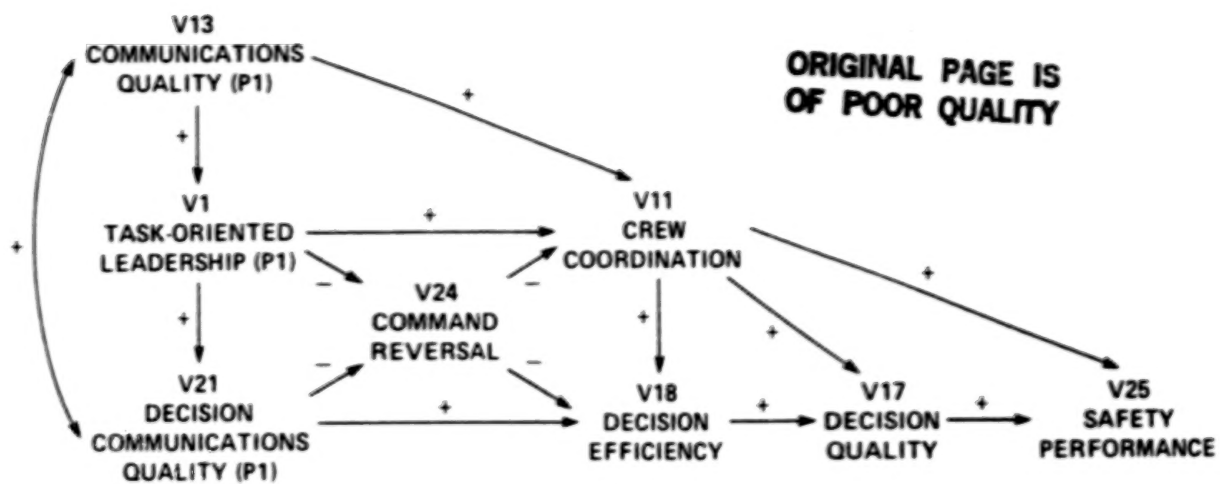 V13
COMMUNICATIONS
QUALITY (P1)
ORIGINAL PAGE IS
OF POOR QUALITY
+
+
+
V1
TASK-ORIENTED
LEADERSHIP (P1)
+
V11
CREW
COORDINATION
−
−
+
V24
COMMAND
REVERSAL
+
+
+
−
−
V21
DECISION
COMMUNICATIONS
QUALITY (P1)
+
V18
DECISION
EFFICIENCY
+
V17
DECISION
QUALITY
+
V25
SAFETY
PERFORMANCE